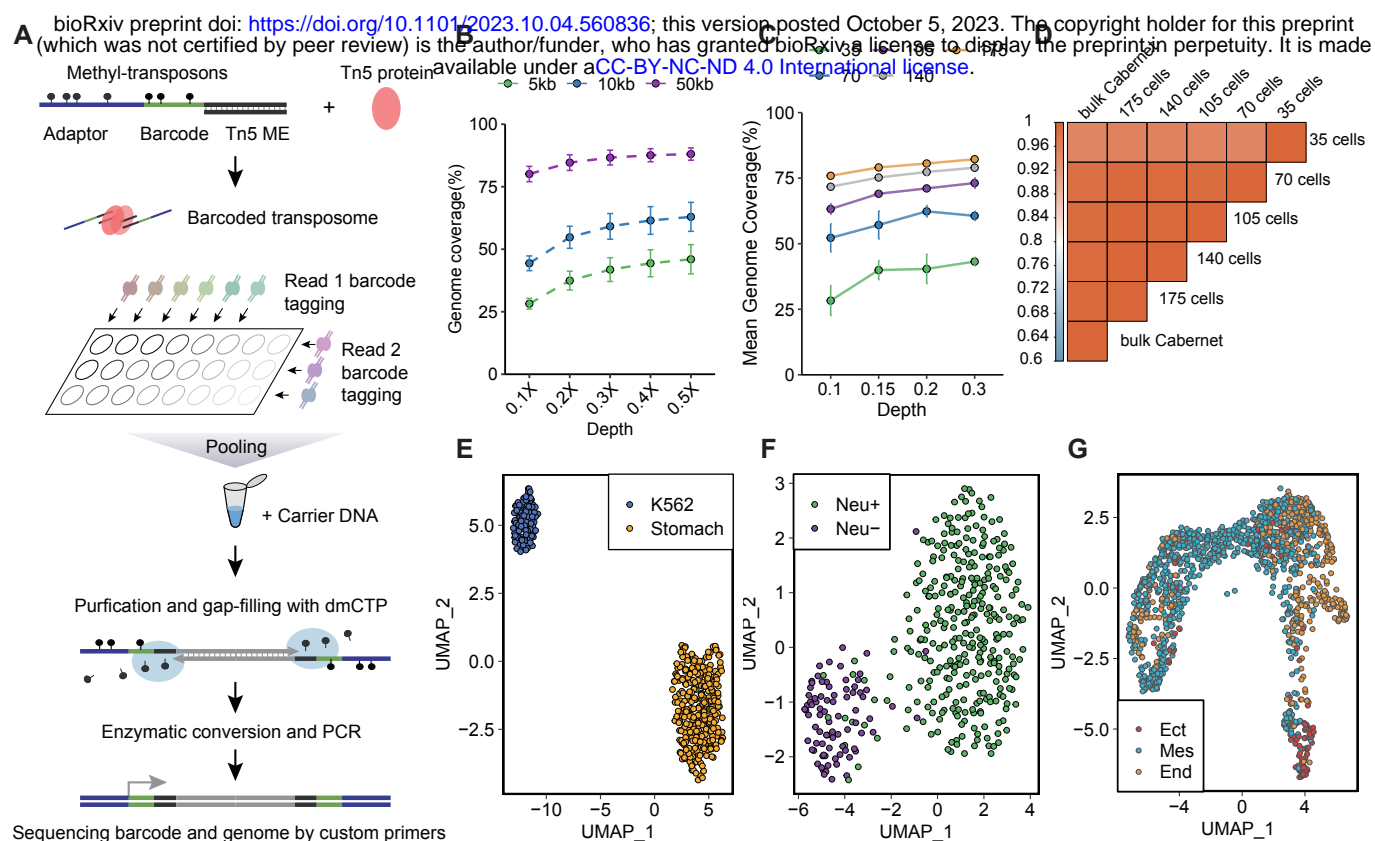 bioRxiv preprint doi: https://doi.org/10.1101/2023.10.04.560836; this version posted October 5, 2023. The copyright holder for this preprint
(which was not certified by peer review) is the author/funder, who has granted bioRxiv a license to display the preprint in perpetuity. It is made
available under aCC-BY-NC-ND 4.0 International license.
A
Methyl-transposons
Tn5 protein
+
Adaptor
Barcode
Tn5 ME
Barcoded transposome
Read 1 barcode
tagging
Read 2
barcode
tagging
Pooling
+ Carrier DNA
Purfication and gap-filling with dmCTP
Enzymatic conversion and PCR
Sequencing barcode and genome by custom primers
B
5kb
10kb
50kb
Genome coverage(%)
100
75
50
25
0
0.1X
0.2X
0.3X
0.4X
0.5X
Depth
C
35
105
175
70
140
Mean Genome Coverage(%)
100
75
50
25
0
0.1
0.15
0.2
0.3
Depth
D
bulk Cabernet
175 cells
140 cells
105 cells
70 cells
35 cells
1
0.96
0.92
0.88
0.84
0.8
0.76
0.72
0.68
0.64
0.6
35 cells
70 cells
105 cells
140 cells
175 cells
bulk Cabernet
E
K562
Stomach
UMAP_2
5.0
2.5
0.0
−2.5
−10
−5
0
5
UMAP_1
F
Neu+
Neu−
UMAP_2
3
2
1
0
−1
−2
−6
−4
−2
0
2
4
UMAP_1
G
UMAP_2
2.5
0.0
−2.5
−5.0
Ect
Mes
End
−4
0
4
UMAP_1